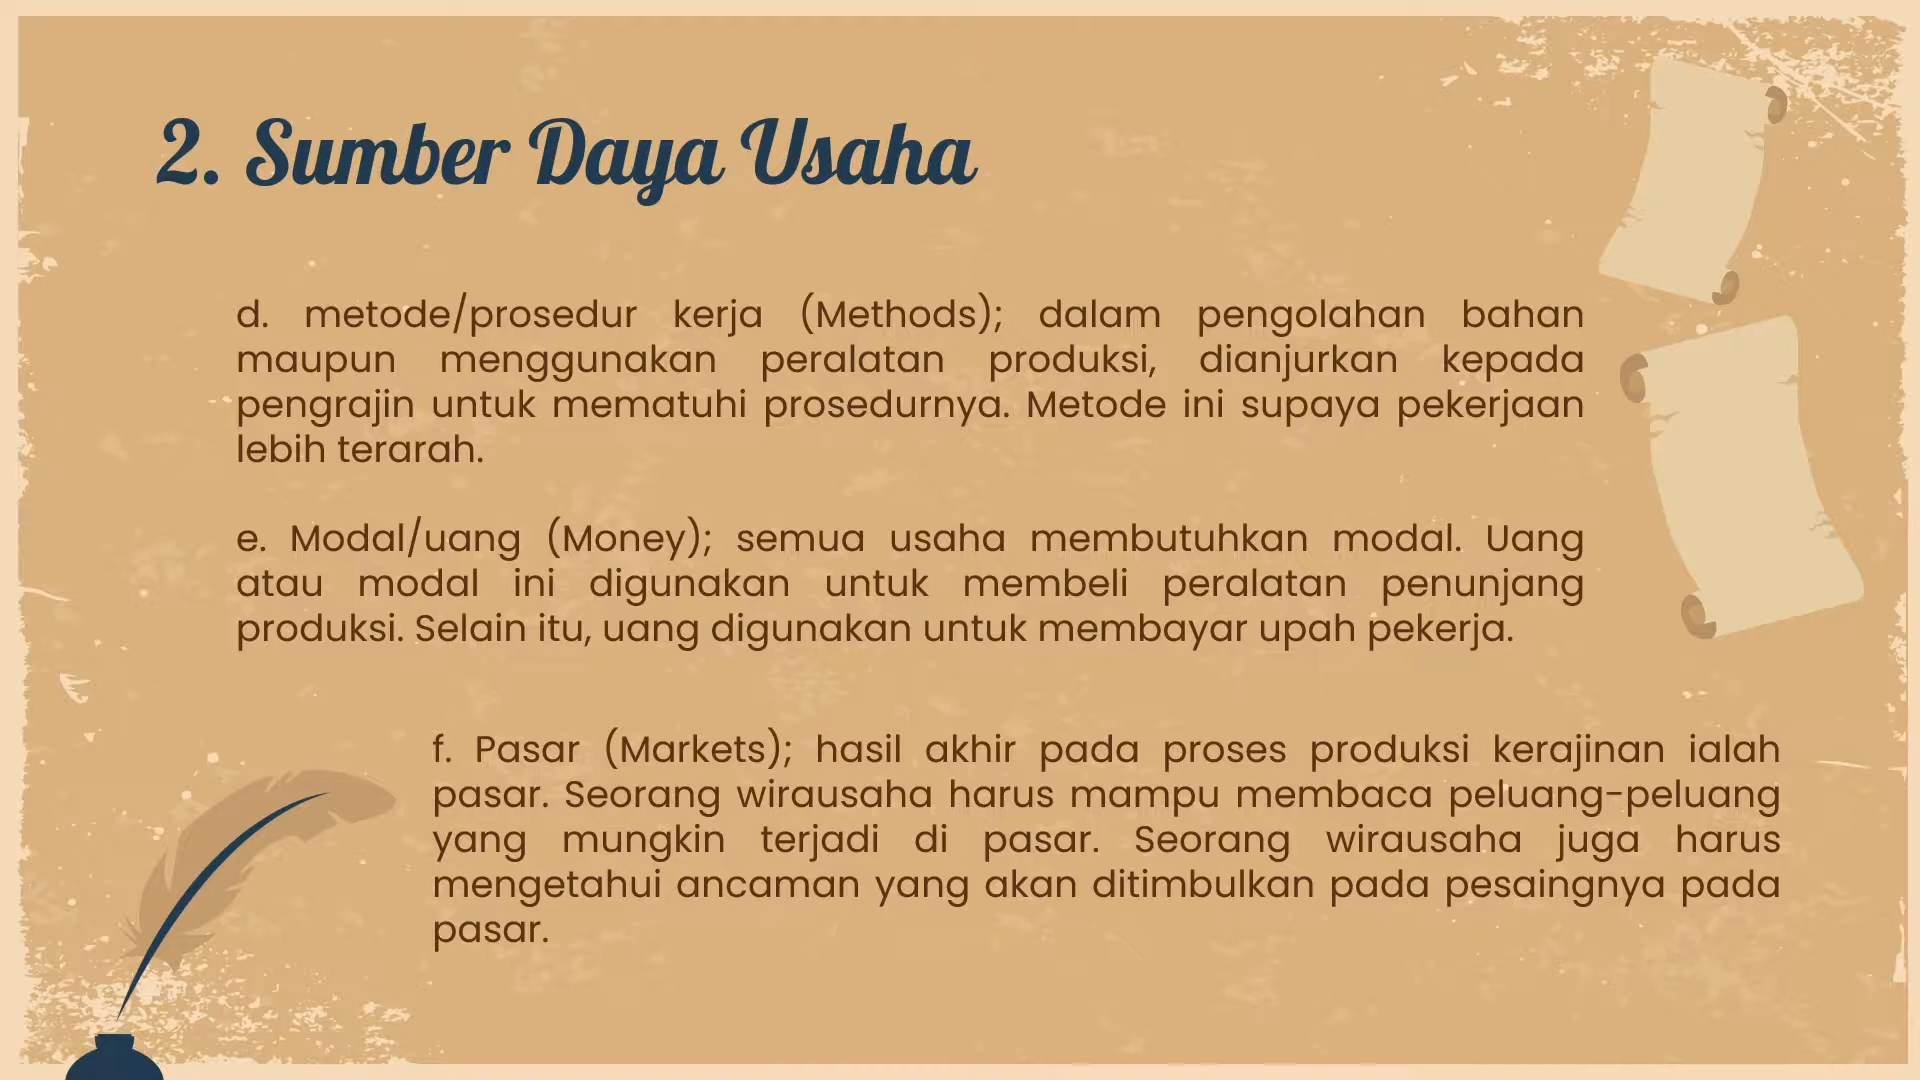 2. Sumber Daya Usaha
d. metode/prosedur kerja (Methods); dalam pengolahan bahan
maupun menggunakan peralatan produksi, dianjurkan kepada
pengrajin untuk mematuhi prosedurnya. Metode ini supaya pekerjaan
lebih terarah.
e. Modal/uang (Money); semua usaha membutuhkan modal. Uang
atau modal ini digunakan untuk membeli peralatan penunjang
produksi. Selain itu, uang digunakan untuk membayar upah pekerja.
f. Pasar (Markets); hasil akhir pada proses produksi kerajinan ialah
pasar. Seorang wirausaha harus mampu membaca peluang-peluang
yang mungkin terjadi di pasar. Seorang wirausaha juga harus
mengetahui ancaman yang akan ditimbulkan pada pesaingnya pada
pasar.